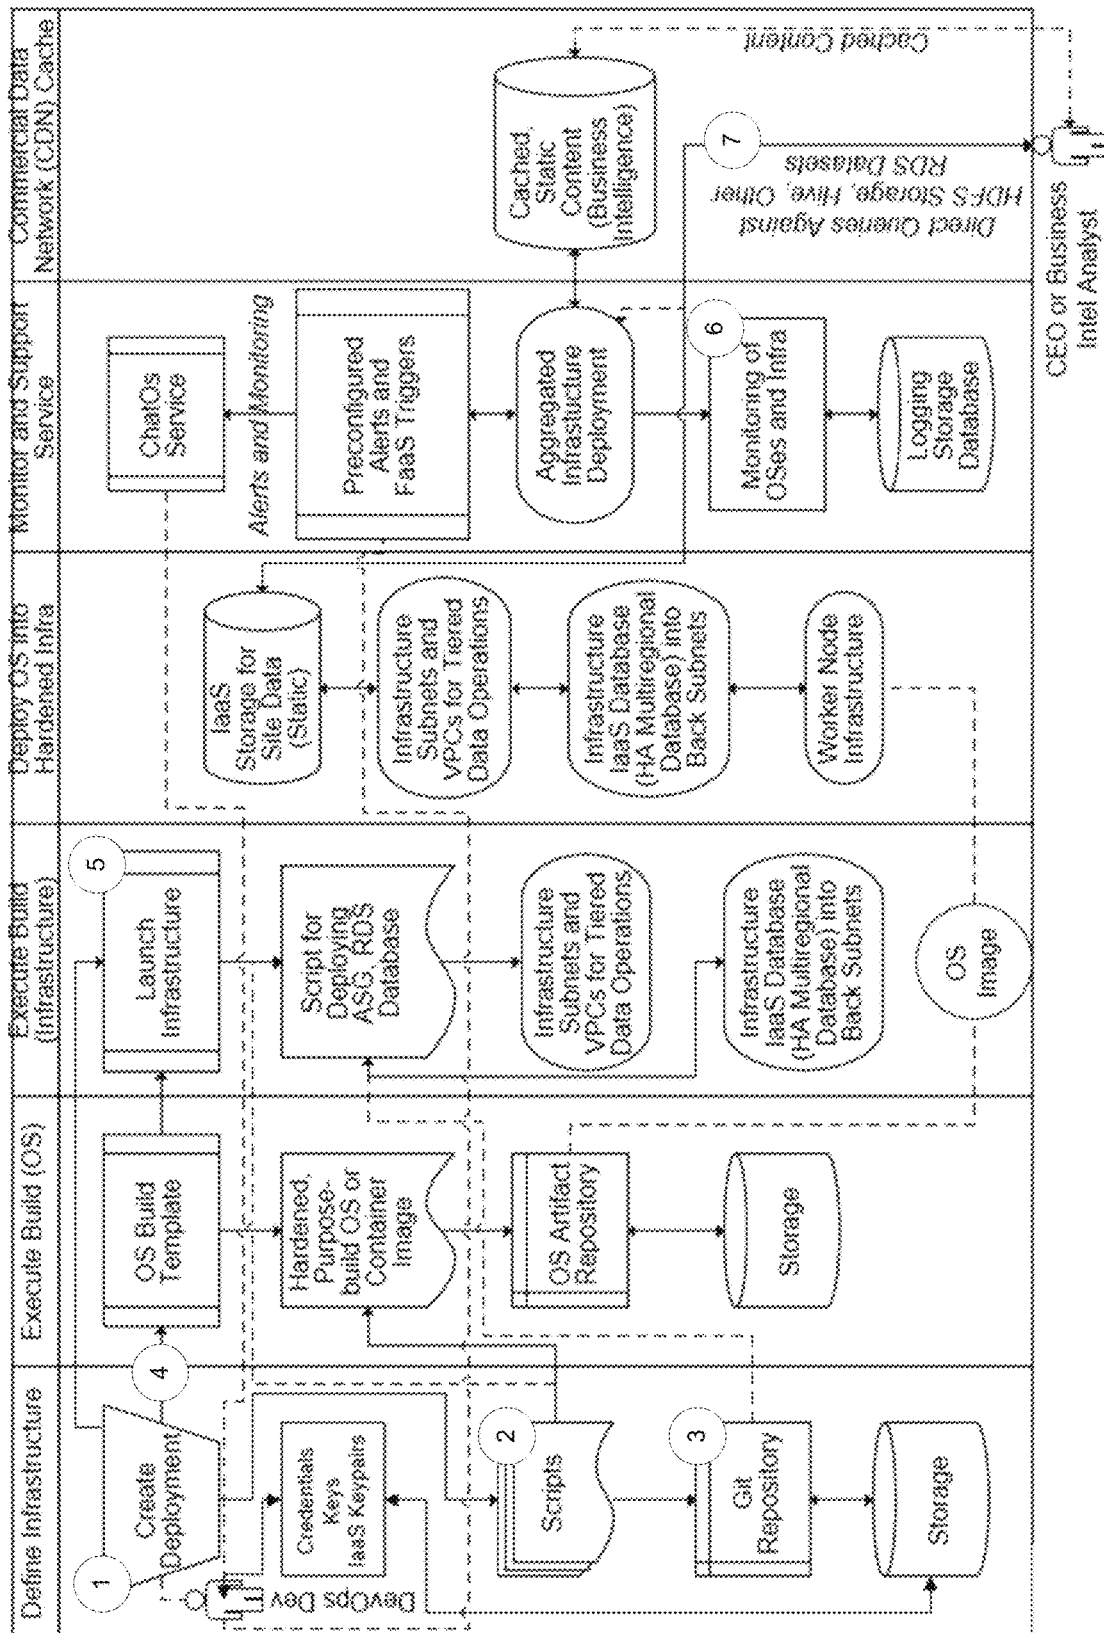 Define Infrastructure
1
Create
Deployment
DevOps Dev
Credentials
Keys
IaaS Keypairs
2
Scripts
3
Git
Repository
Storage
Execute Build (OS)
4
OS Build
Template
Hardened,
Purpose-
build OS or
Container
Image
OS Artifact
Repository
Storage
Execute Build
(Infrastructure)
5
Launch
Infrastructure
Script for
Deploying
ASG, RDS
Database
Infrastructure
Subnets and
VPCs for Tiered
Data Operations
Infrastructure
IaaS Database
(HA Multiregional
Database) into
Back Subnets
OS
Image
Deploy OS into
Hardened Infra
IaaS
Storage for
Site Data
(Static)
Infrastructure
Subnets and
VPCs for Tiered
Data Operations
Infrastructure
IaaS Database
(HA Multiregional
Database) into
Back Subnets
Worker Node
Infrastructure
Monitor and Support
Service
ChatOs
Service
Alerts and Monitoring
Preconfigured
Alerts and
FaaS Triggers
Aggregated
Infrastucture
Deployment
6
Monitoring of
OSes and Infra
Logging
Storage
Database
Commercial Data
Network (CDN) Cache
Cached,
Static
Content
(Business
Intelligence)
Cached Content
7
Direct Queries Against
HDFS Storage, Hive, Other
RDS Datasets
CEO or Business
Intel Analyst